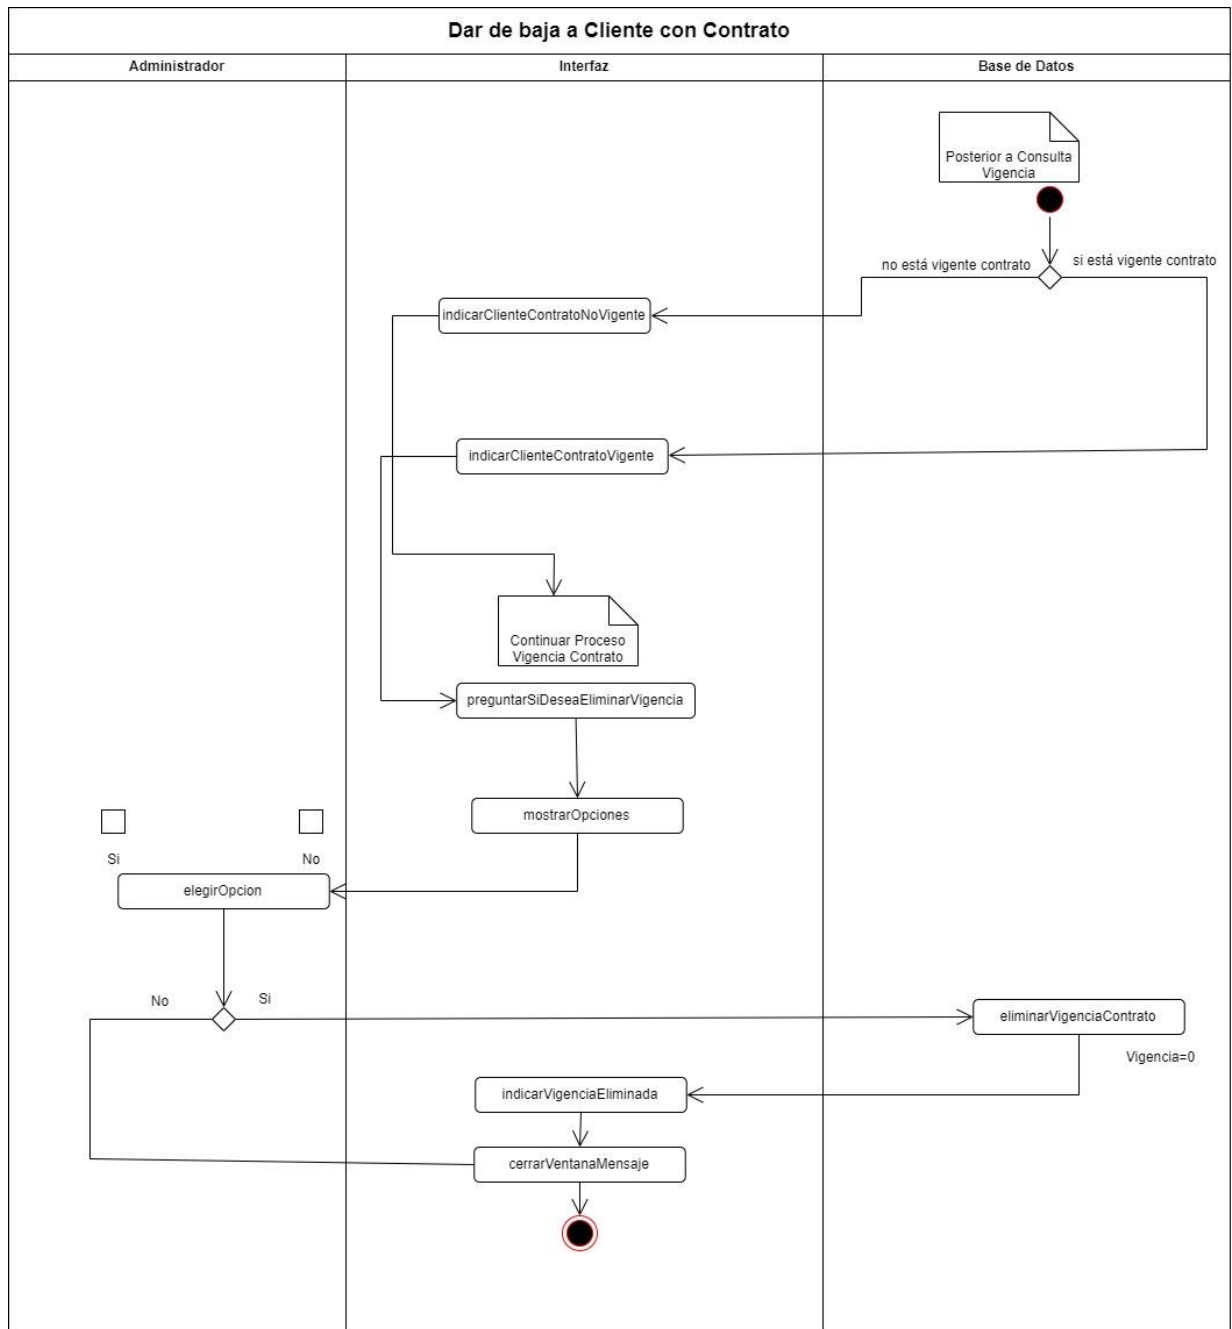 Dar de baja a Cliente con Contrato
Administrador
Interfaz
Base de Datos
Posterior a Consulta
Vigencia
no está vigente contrato
si está vigente contrato
indicarClienteContratoNoVigente
indicarClienteContratoVigente
Continuar Proceso
Vigencia Contrato
preguntarSiDeseaEliminarVigencia
mostrarOpciones
Si
No
elegirOpcion
No
Si
eliminarVigenciaContrato
Vigencia=0
indicarVigenciaEliminada
cerrarVentanaMensaje